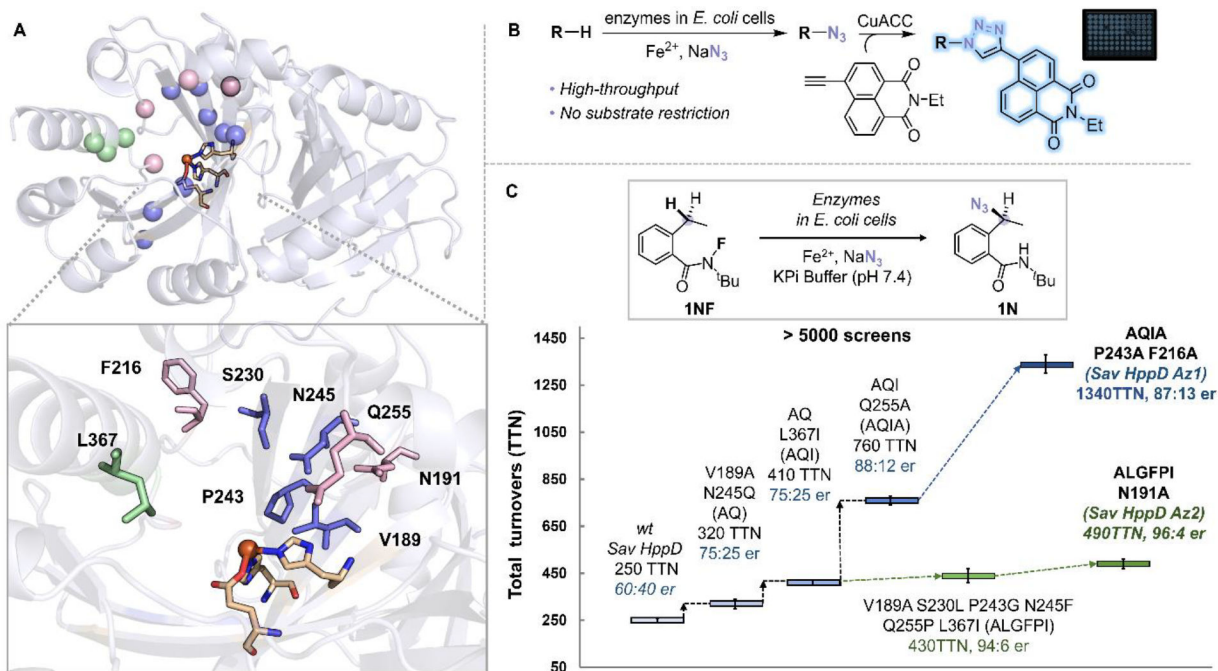 A
F216
S230
N245
Q255
L367
N191
P243
V189
B
R–H
enzymes in E. coli cells
Fe²⁺, NaN₃
R–N₃
CuACC
• High-throughput
• No substrate restriction
O
N
Et
O
N=N
R
N
O
N
O
Et
C
H
H
F
N
O
tBu
1NF
Enzymes
in E. coli cells
Fe²⁺, NaN₃
KPi Buffer (pH 7.4)
N₃
H
NH
O
tBu
1N
> 5000 screens
Total turnovers (TTN)
1450
1250
1050
850
650
450
250
50
wt
Sav HppD
250 TTN
60:40 er
V189A
N245Q
(AQ)
320 TTN
75:25 er
AQ
L367I
(AQI)
410 TTN
75:25 er
AQI
Q255A
(AQIA)
760 TTN
88:12 er
AQIA
P243A F216A
(Sav HppD Az1)
1340TTN, 87:13 er
V189A S230L P243G N245F
Q255P L367I (ALGFPI)
430TTN, 94:6 er
ALGFPI
N191A
(Sav HppD Az2)
490TTN, 96:4 er